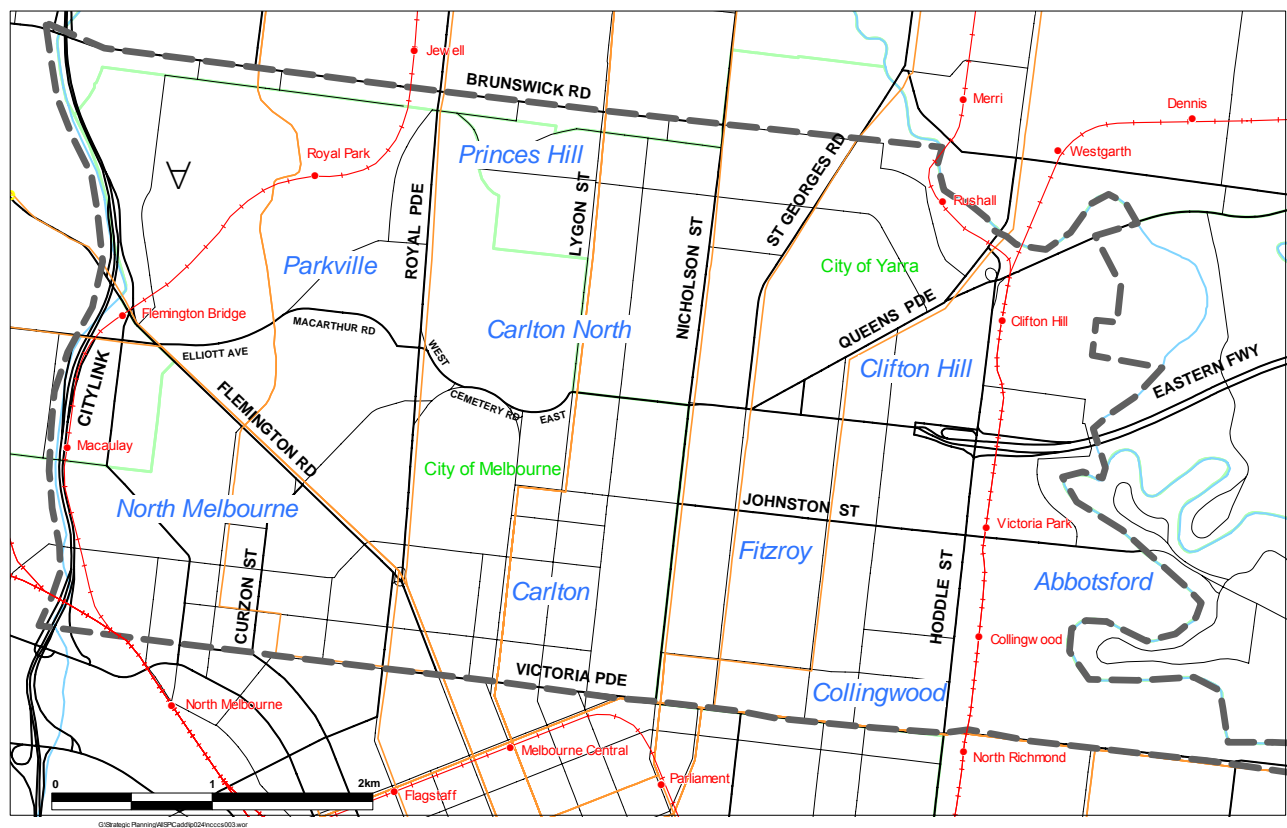 Jewell
BRUNSWICK RD
Merri
Dennis
Royal Park
Princes Hill
Westgarth
A
ROYAL PDE
LYGON ST
ST GEORGES RD
Rushall
Parkville
NICHOLSON ST
City of Yarra
Flemington Bridge
MACARTHUR RD
Carlton North
QUEENS PDE
Clifton Hill
ELLIOTT AVE
WEST
Clifton Hill
CITYLINK
FLEMINGTON RD
CEMETERY RD
EAST
EASTERN FWY
Macaulay
City of Melbourne
North Melbourne
JOHNSTON ST
Victoria Park
Fitzroy
CURZON ST
Carlton
HODDLE ST
Abbotsford
Collingwood
VICTORIA PDE
Collingwood
North Melbourne
Melbourne Central
North Richmond
Parliament
0 1 2km
Flagstaff